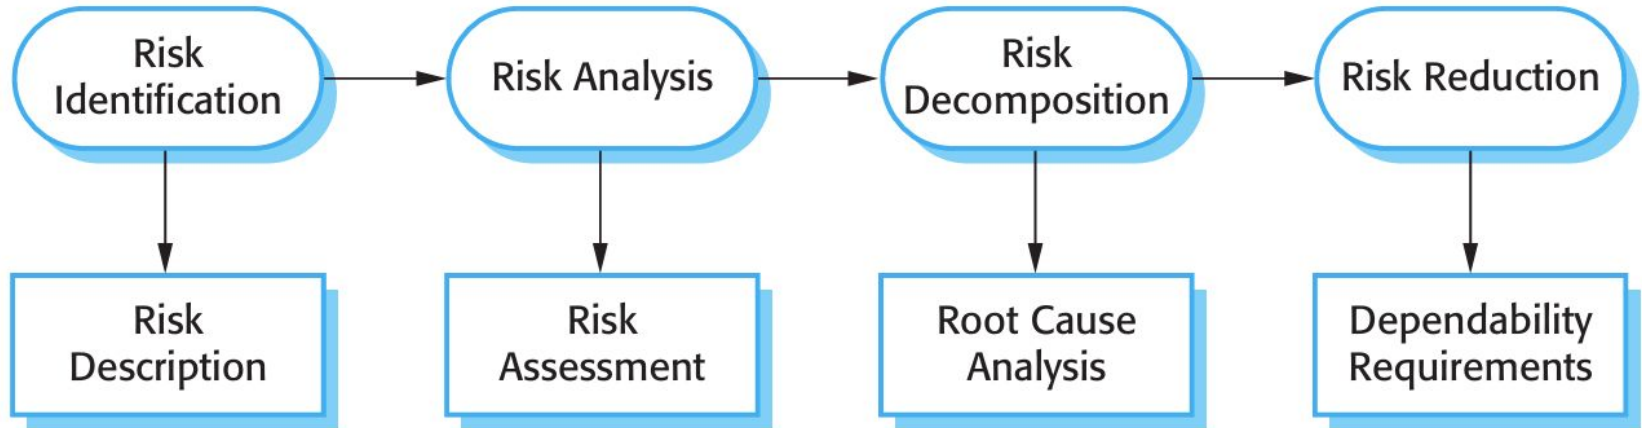 Risk
Identification
Risk Analysis
Risk
Decomposition
Risk Reduction
Risk
Description
Risk
Assessment
Root Cause
Analysis
Dependability
Requirements